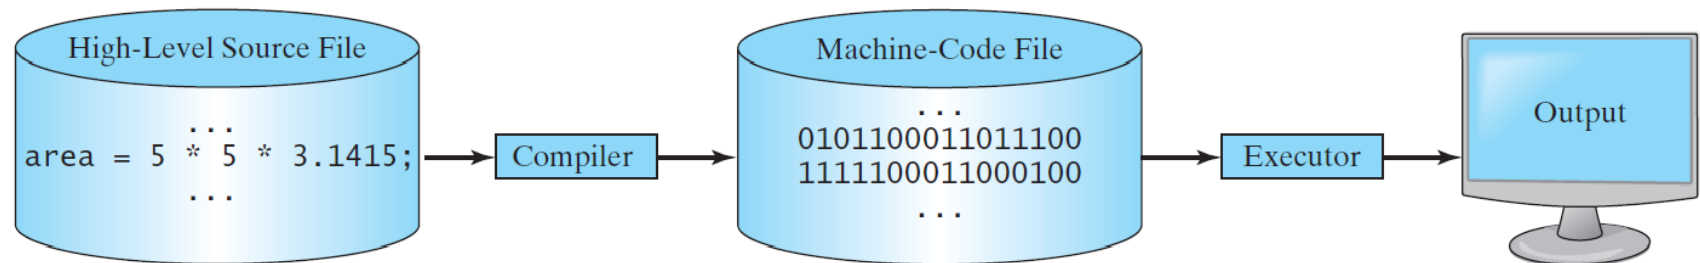 High-Level Source File
...
area = 5 * 5 * 3.1415;
...
Compiler
Machine-Code File
...
0101100011011100
1111100011000100
...
Executor
Output